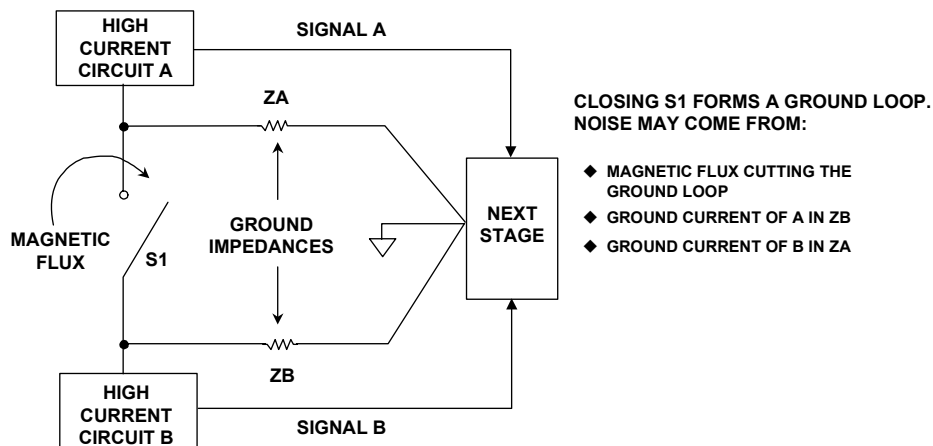 HIGH
CURRENT
CIRCUIT A
SIGNAL A
ZA
CLOSING S1 FORMS A GROUND LOOP.
NOISE MAY COME FROM:
◆ MAGNETIC FLUX CUTTING THE
GROUND LOOP
◆ GROUND CURRENT OF A IN ZB
◆ GROUND CURRENT OF B IN ZA
NEXT
STAGE
GROUND
IMPEDANCES
MAGNETIC
FLUX
S1
ZB
HIGH
CURRENT
CIRCUIT B
SIGNAL B